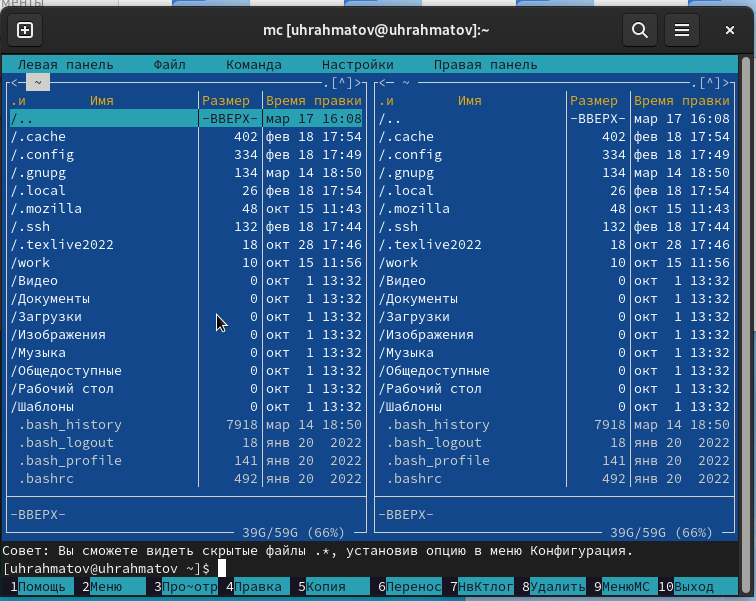 менты
mc [uhrahmatov@uhrahmatov]:~
Левая панель Файл Команда Настройки Правая панель
<─ ~ ─.[^]> <─ ~ ─.[^]>
.и Имя Размер Время правки .и Имя Размер Время правки
/.. -ВВЕРХ- мар 17 16:08 /.. -ВВЕРХ- мар 17 16:08
/.cache 402 фев 18 17:54 /.cache 402 фев 18 17:54
/.config 334 фев 18 17:49 /.config 334 фев 18 17:49
/.gnupg 134 мар 14 18:50 /.gnupg 134 мар 14 18:50
/.local 26 фев 18 17:54 /.local 26 фев 18 17:54
/.mozilla 48 окт 15 11:43 /.mozilla 48 окт 15 11:43
/.ssh 132 фев 18 17:44 /.ssh 132 фев 18 17:44
/.texlive2022 18 окт 28 17:46 /.texlive2022 18 окт 28 17:46
/work 10 окт 15 11:56 /work 10 окт 15 11:56
/Видео 0 окт 1 13:32 /Видео 0 окт 1 13:32
/Документы 0 окт 1 13:32 /Документы 0 окт 1 13:32
/Загрузки 0 окт 1 13:32 /Загрузки 0 окт 1 13:32
/Изображения 0 окт 1 13:32 /Изображения 0 окт 1 13:32
/Музыка 0 окт 1 13:32 /Музыка 0 окт 1 13:32
/Общедоступные 0 окт 1 13:32 /Общедоступные 0 окт 1 13:32
/Рабочий стол 0 окт 1 13:32 /Рабочий стол 0 окт 1 13:32
/Шаблоны 0 окт 1 13:32 /Шаблоны 0 окт 1 13:32
.bash_history 7918 мар 14 18:50 .bash_history 7918 мар 14 18:50
.bash_logout 18 янв 20 2022 .bash_logout 18 янв 20 2022
.bash_profile 141 янв 20 2022 .bash_profile 141 янв 20 2022
.bashrc 492 янв 20 2022 .bashrc 492 янв 20 2022
-ВВЕРХ- -ВВЕРХ-
39G/59G (66%) 39G/59G (66%)
Совет: Вы сможете видеть скрытые файлы .*, установив опцию в меню Конфигурация.
[uhrahmatov@uhrahmatov ~]$
1Помощь 2Меню 3Про~отр 4Правка 5Копия 6Перенос 7НвКтлог 8Удалить 9МенюМС 10Выход